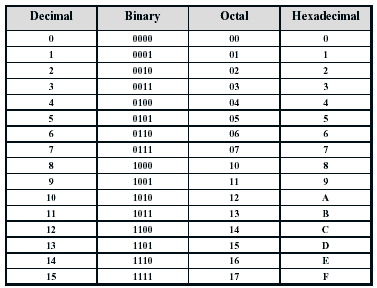 Decimal Binary Octal Hexadecimal
0 0000 00 0
1 0001 01 1
2 0010 02 2
3 0011 03 3
4 0100 04 4
5 0101 05 5
6 0110 06 6
7 0111 07 7
8 1000 10 8
9 1001 11 9
10 1010 12 A
11 1011 13 B
12 1100 14 C
13 1101 15 D
14 1110 16 E
15 1111 17 F